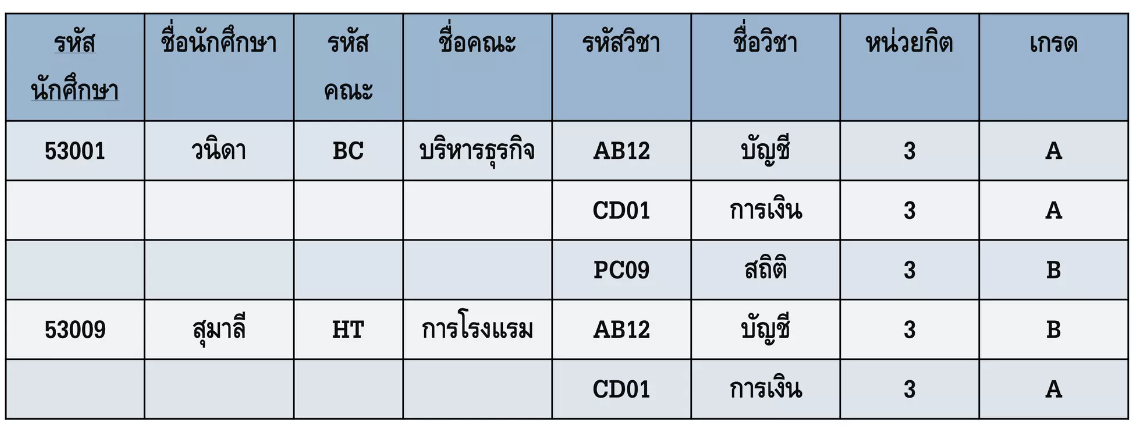 รหัส นักศึกษา ชื่อนักศึกษา รหัส คณะ ชื่อคณะ รหัสวิชา ชื่อวิชา หน่วยกิต เกรด
53001 วนิดา BC บริหารธุรกิจ AB12 บัญชี 3 A
CD01 การเงิน 3 A
PC09 สถิติ 3 B
53009 สุมาลี HT การโรงแรม AB12 บัญชี 3 B
CD01 การเงิน 3 A